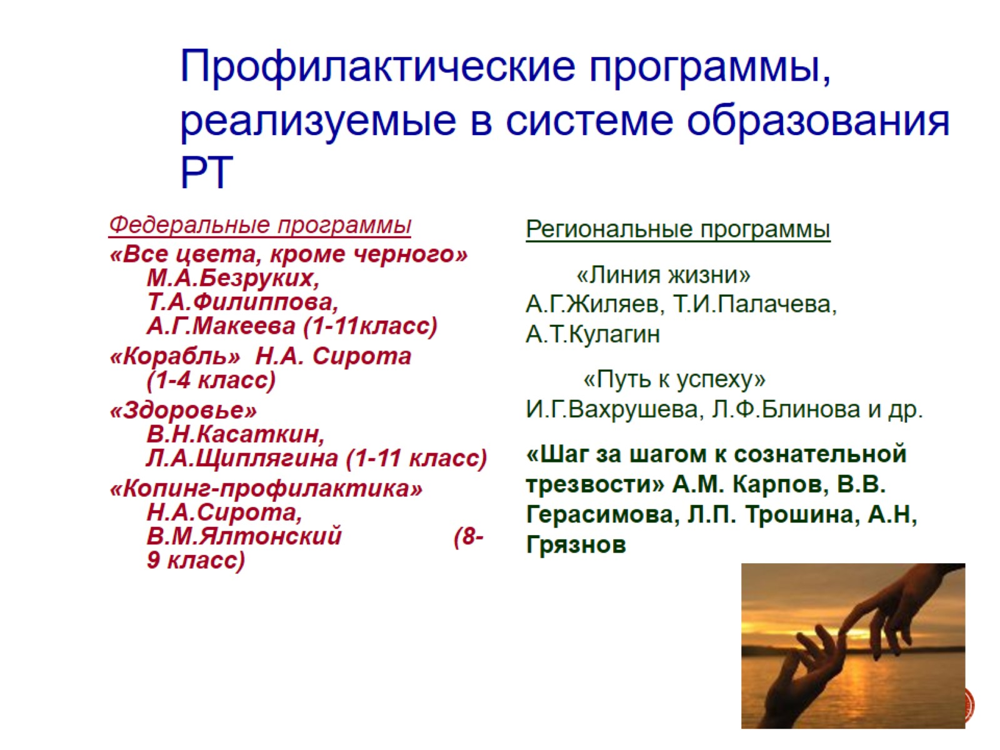 Профилактические программы,
реализуемые в системе образования
РТ
Федеральные программы
«Все цвета, кроме черного»
М.А.Безруких,
Т.А.Филиппова,
А.Г.Макеева (1-11класс)
«Корабль» Н.А. Сирота
(1-4 класс)
«Здоровье»
В.Н.Касаткин,
Л.А.Щиплягина (1-11 класс)
«Копинг-профилактика»
Н.А.Сирота,
В.М.Ялтонский (8-
9 класс)
Региональные программы
«Линия жизни»
А.Г.Жиляев, Т.И.Палачева,
А.Т.Кулагин
«Путь к успеху»
И.Г.Вахрушева, Л.Ф.Блинова и др.
«Шаг за шагом к сознательной
трезвости» А.М. Карпов, В.В.
Герасимова, Л.П. Трошина, А.Н,
Грязнов